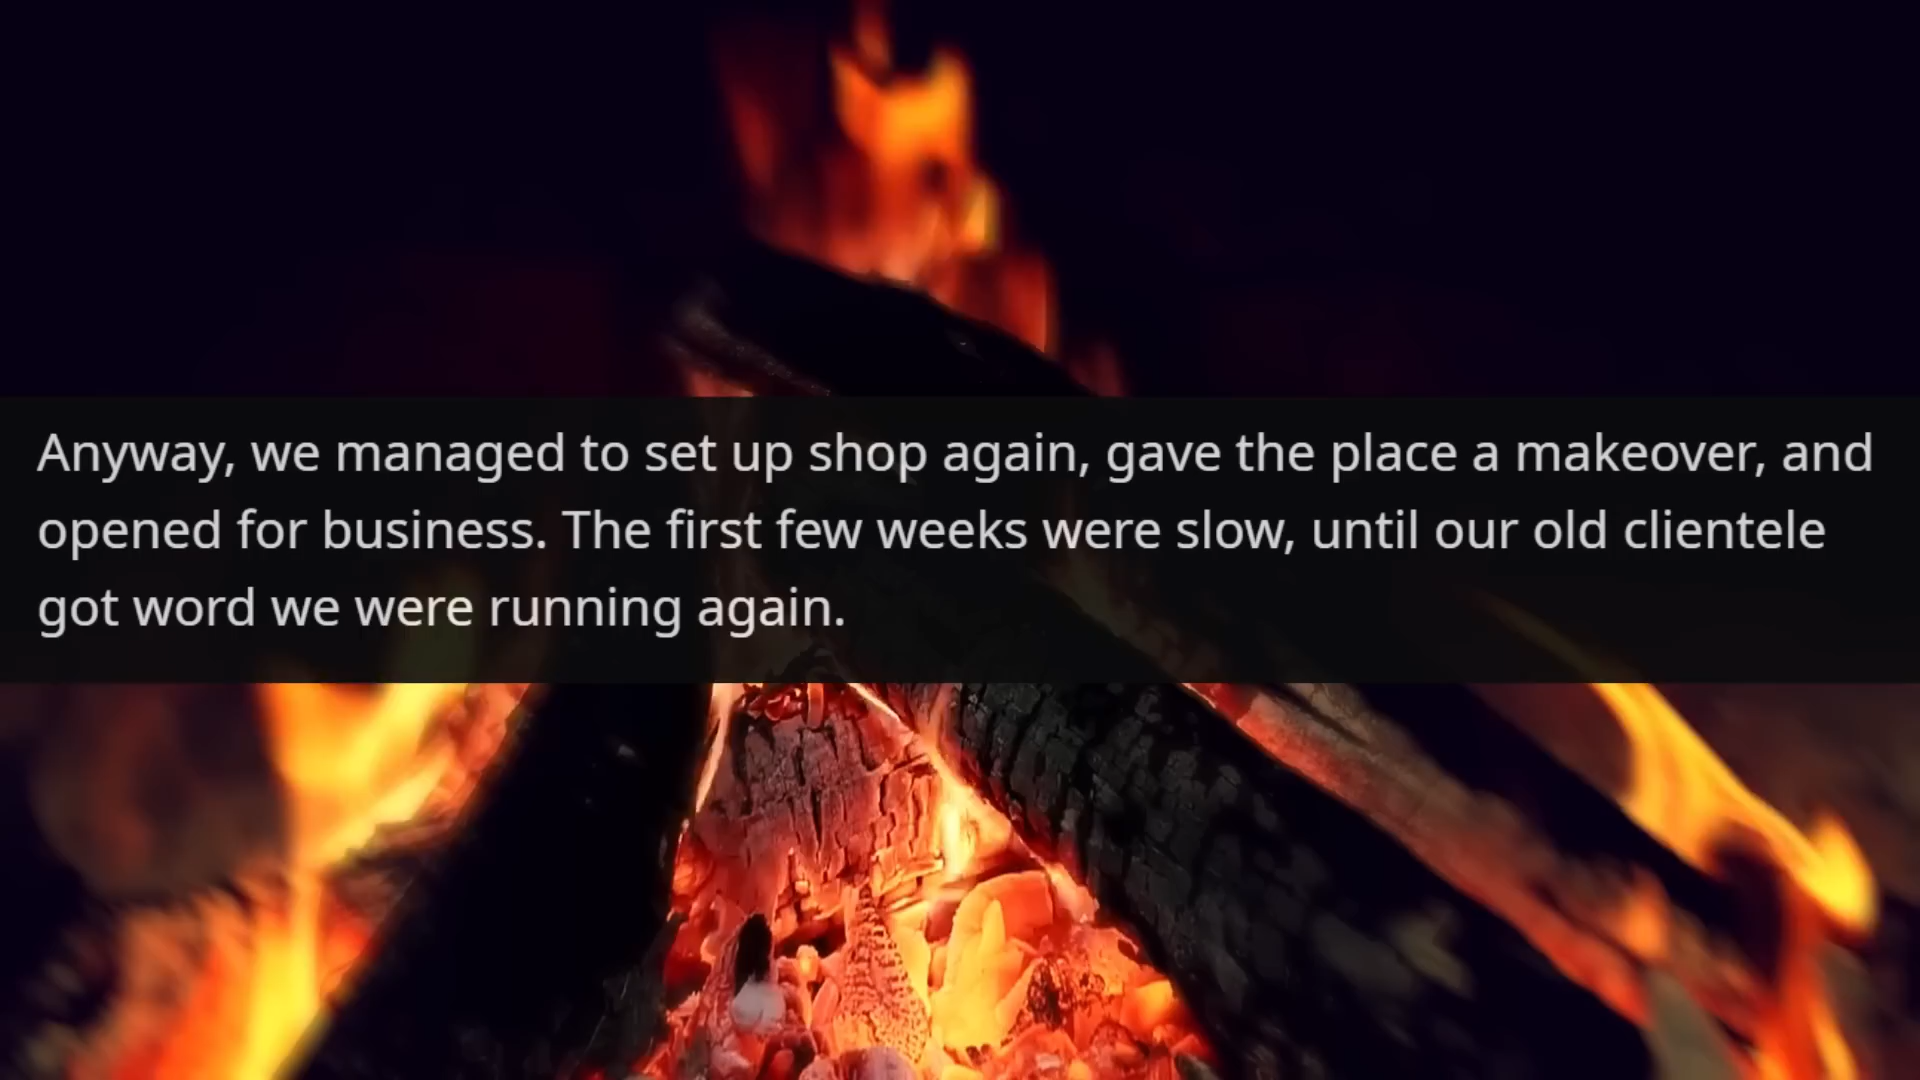 Anyway, we managed to set up shop again, gave the place a makeover, and
opened for business. The first few weeks were slow, until our old clientele
got word we were running again.